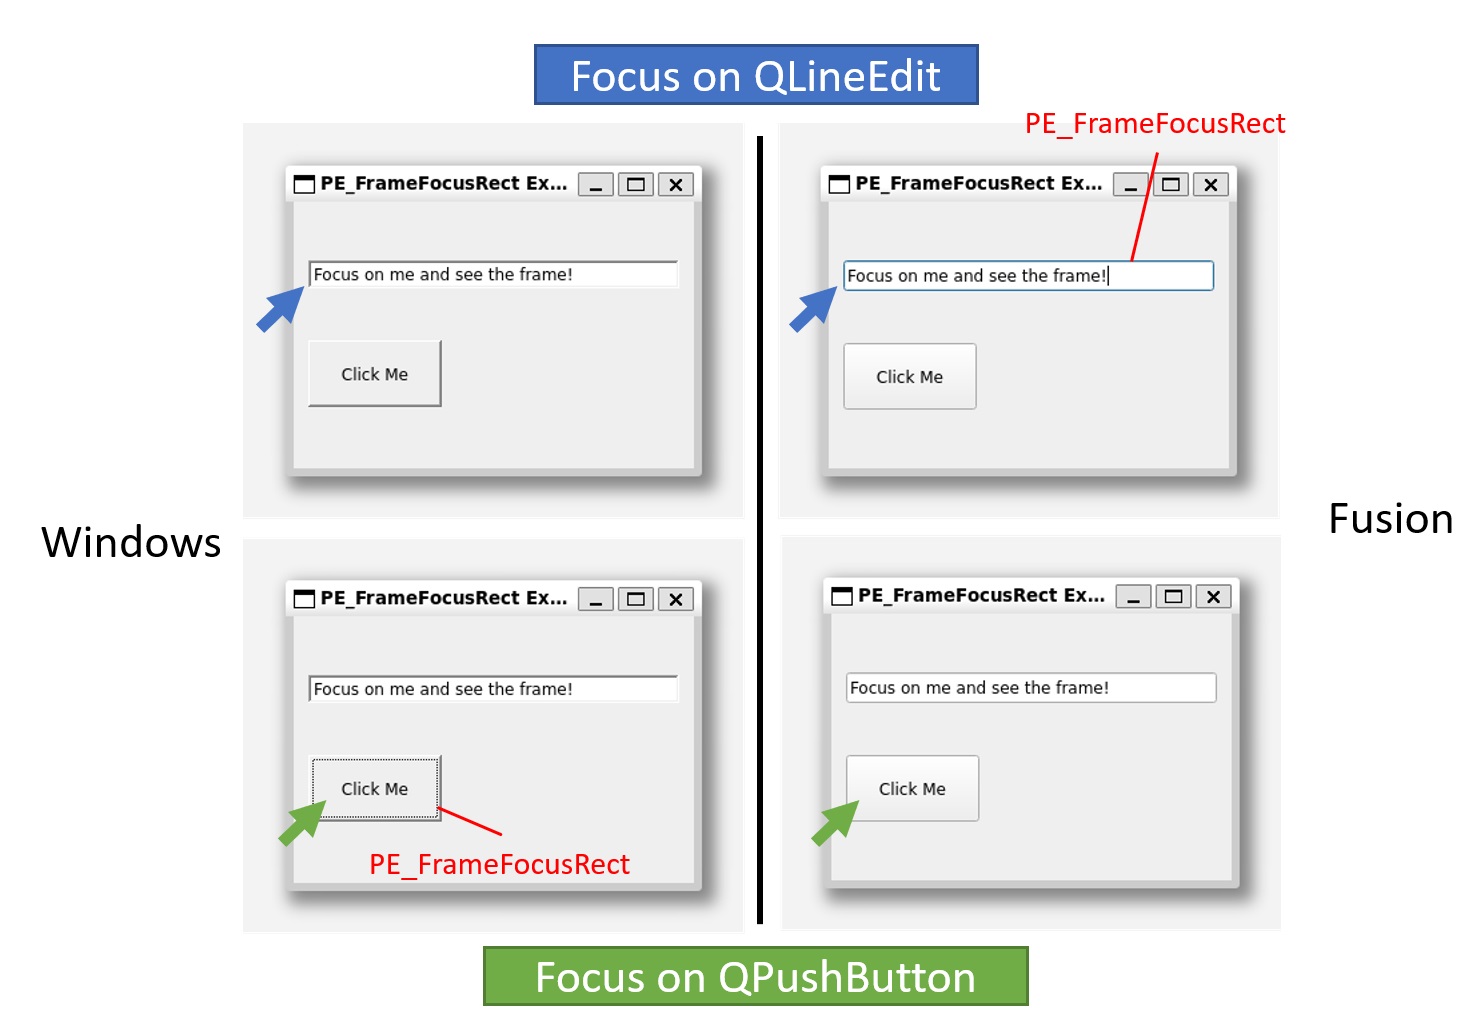 Focus on QLineEdit
PE_FrameFocusRect
PE_FrameFocusRect Ex...
Focus on me and see the frame!
Click Me
PE_FrameFocusRect Ex...
Focus on me and see the frame!
Click Me
Windows
Fusion
PE_FrameFocusRect Ex...
Focus on me and see the frame!
Click Me
PE_FrameFocusRect
PE_FrameFocusRect Ex...
Focus on me and see the frame!
Click Me
Focus on QPushButton